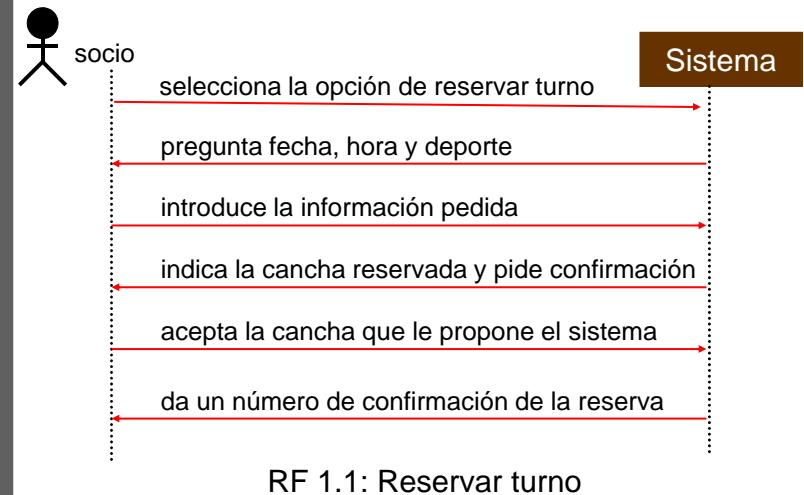 socio
Sistema
selecciona la opción de reservar turno
pregunta fecha, hora y deporte
introduce la información pedida
indica la cancha reservada y pide confirmación
acepta la cancha que le propone el sistema
da un número de confirmación de la reserva
RF 1.1: Reservar turno